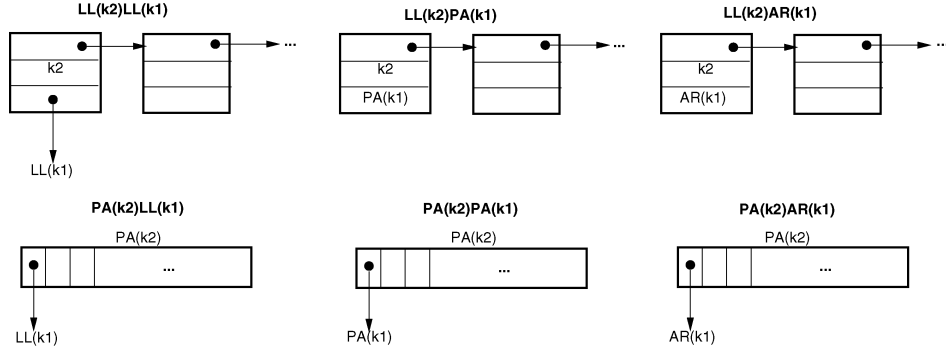 LL(k2)LL(k1)
LL(k2)PA(k1)
LL(k2)AR(k1)
...
...
...
k2
k2
k2
PA(k1)
AR(k1)
LL(k1)
PA(k2)LL(k1)
PA(k2)PA(k1)
PA(k2)AR(k1)
PA(k2)
PA(k2)
PA(k2)
...
...
...
LL(k1)
PA(k1)
AR(k1)